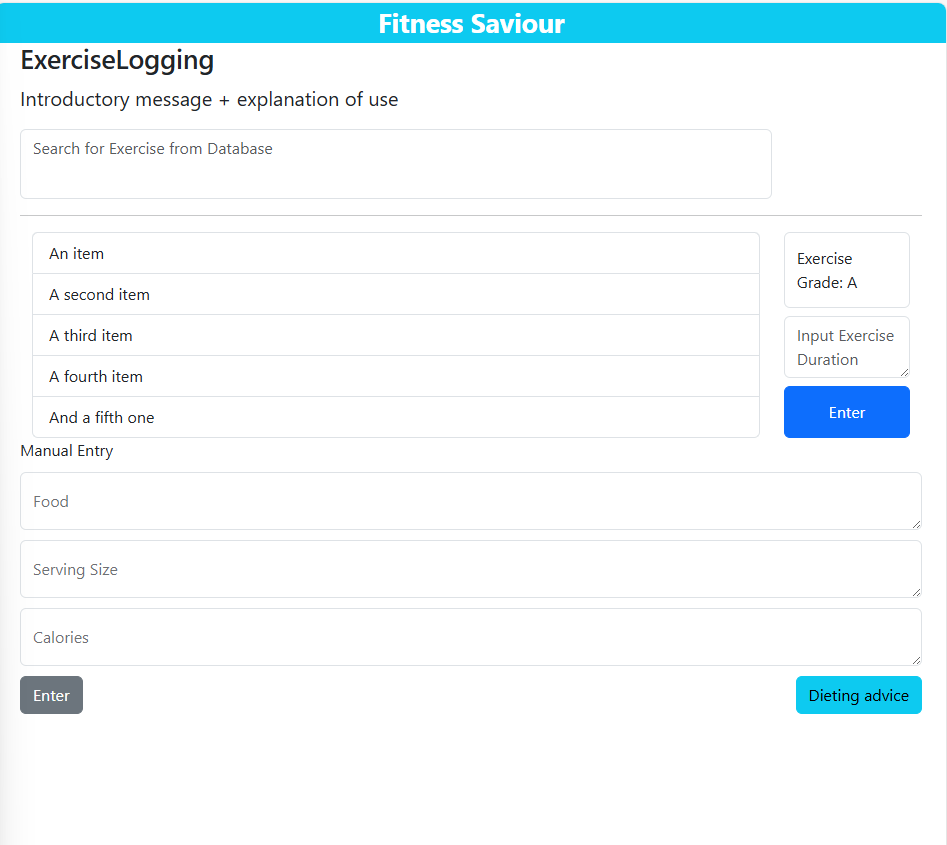 Fitness Saviour
ExerciseLogging
Introductory message + explanation of use
Search for Exercise from Database
An item
A second item
A third item
A fourth item
And a fifth one
Exercise
Grade: A
Input Exercise
Duration
Enter
Manual Entry
Food
Serving Size
Calories
Enter
Dieting advice